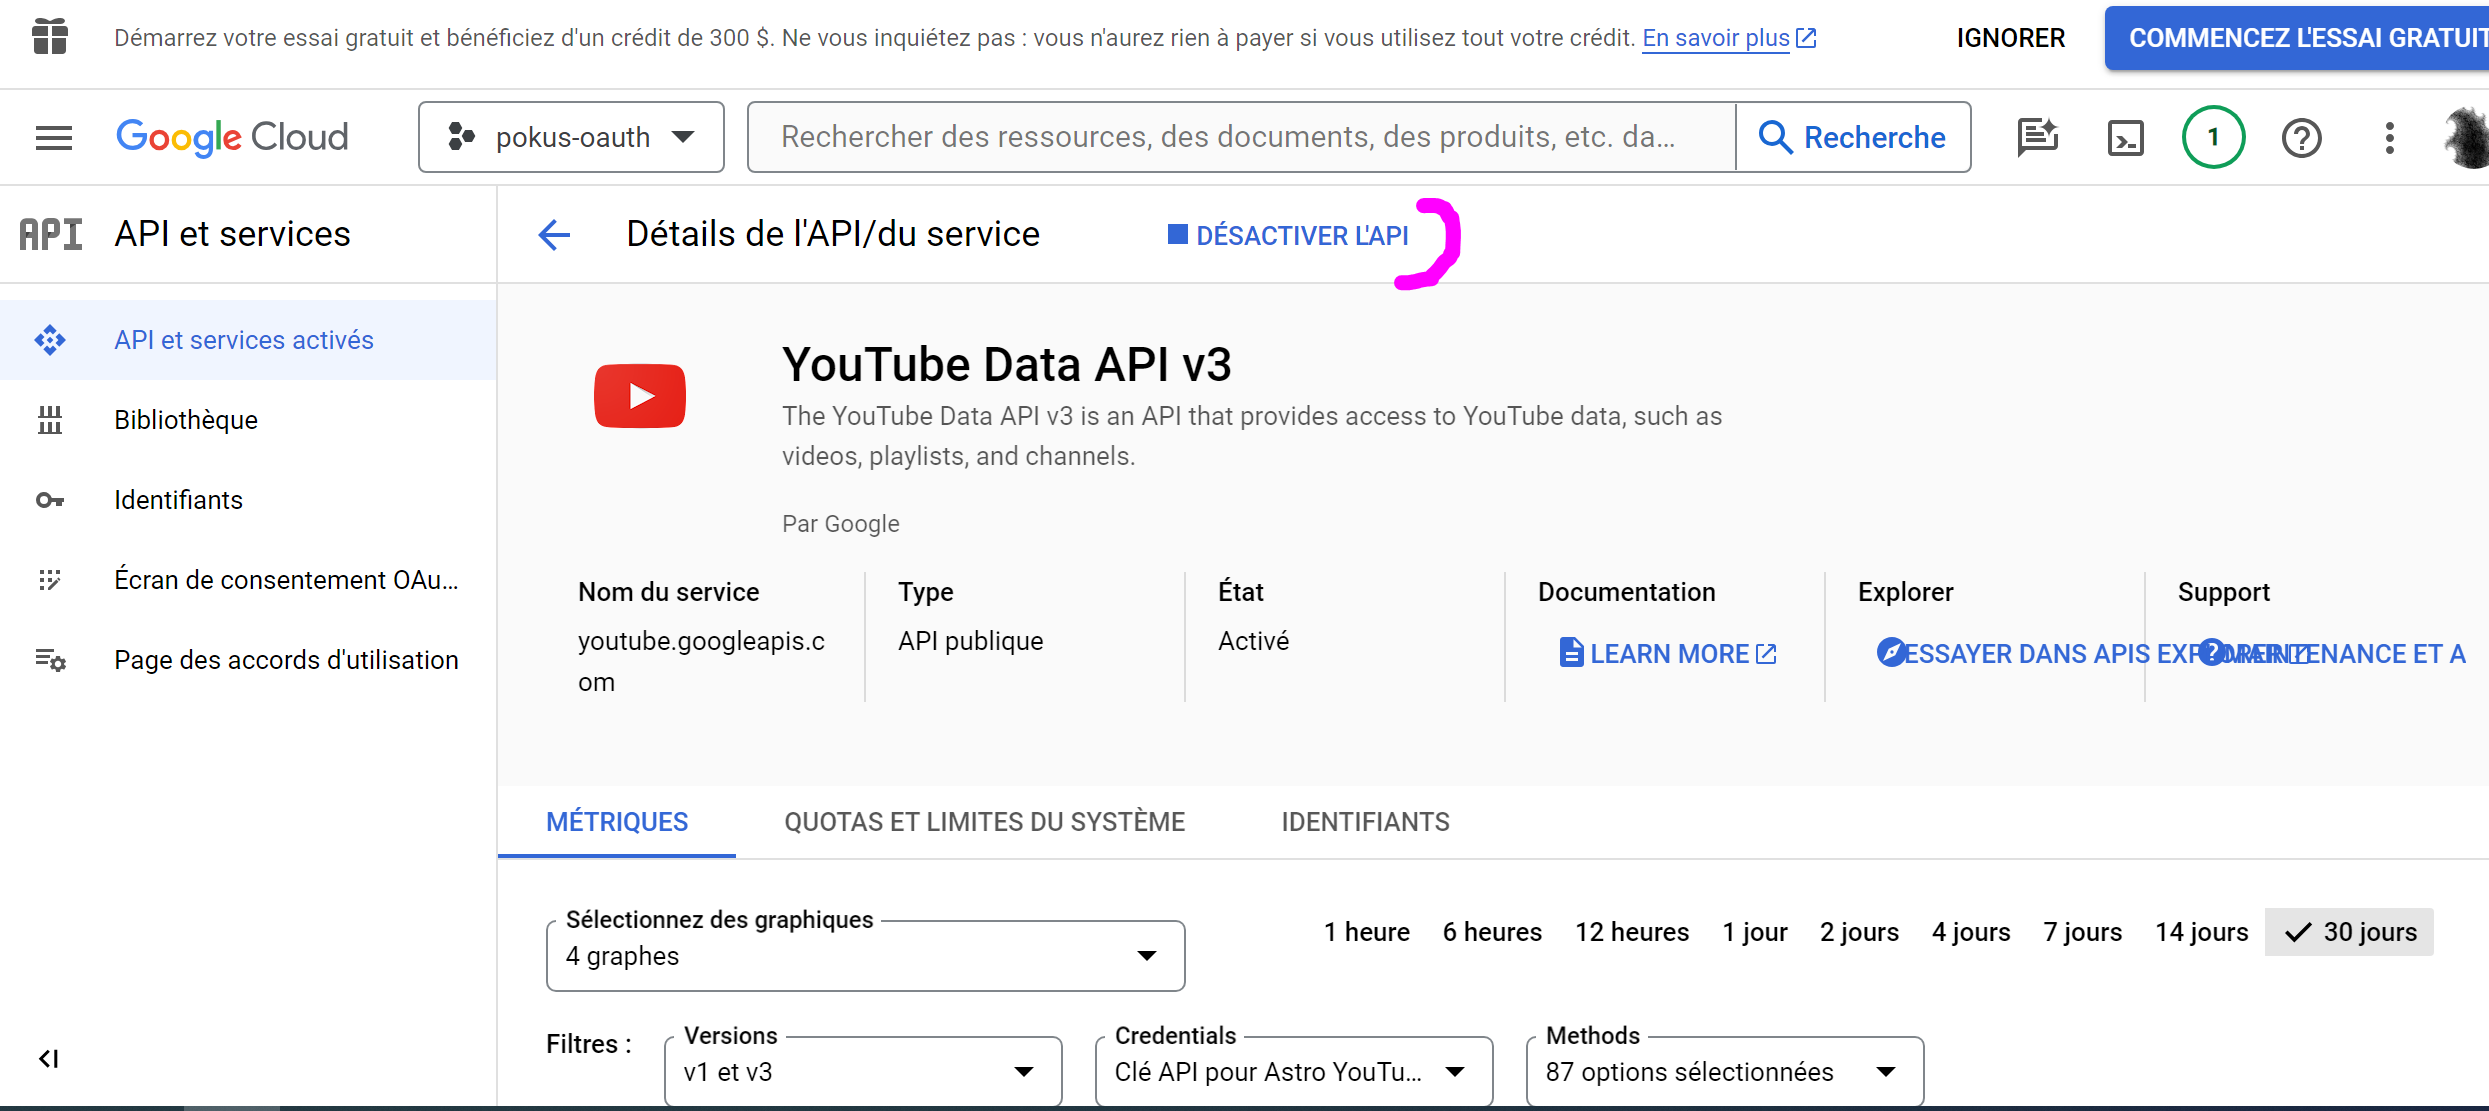 Démarrez votre essai gratuit et bénéficiez d'un crédit de 300 $. Ne vous inquiétez pas : vous n'aurez rien à payer si vous utilisez tout votre crédit. En savoir plus
IGNORER
COMMENCEZ L'ESSAI GRATUIT
Google Cloud
pokus-oauth
Rechercher des ressources, des documents, des produits, etc. da...
Recherche
1
API
API et services
Détails de l'API/du service
DÉSACTIVER L'API
API et services activés
Bibliothèque
Identifiants
Écran de consentement OAu...
Page des accords d'utilisation
YouTube Data API v3
The YouTube Data API v3 is an API that provides access to YouTube data, such as
videos, playlists, and channels.
Par Google
Nom du service
youtube.googleapis.c
om
Type
API publique
État
Activé
Documentation
LEARN MORE
Explorer
ESSAYER DANS APIS
Support
ET A
MÉTRIQUES
QUOTAS ET LIMITES DU SYSTÈME
IDENTIFIANTS
Sélectionnez des graphiques
4 graphes
1 heure
6 heures
12 heures
1 jour
2 jours
4 jours
7 jours
14 jours
30 jours
Filtres :
Versions
v1 et v3
Credentials
Clé API pour Astro YouTu...
Methods
87 options sélectionnées